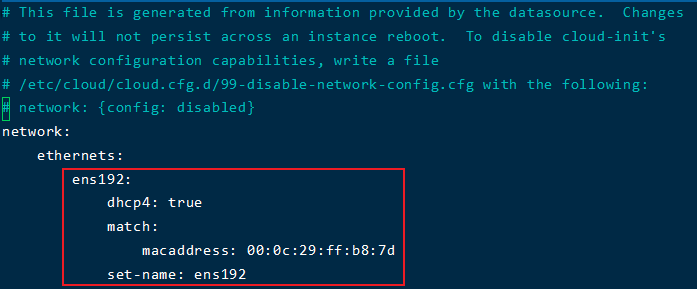 # This file is generated from information provided by the datasource.  Changes
# to it will not persist across an instance reboot.  To disable cloud-init's
# network configuration capabilities, write a file
# /etc/cloud/cloud.cfg.d/99-disable-network-config.cfg with the following:
# network: {config: disabled}
network:
    ethernets:
        ens192:
            dhcp4: true
            match:
                macaddress: 00:0c:29:ff:b8:7d
            set-name: ens192